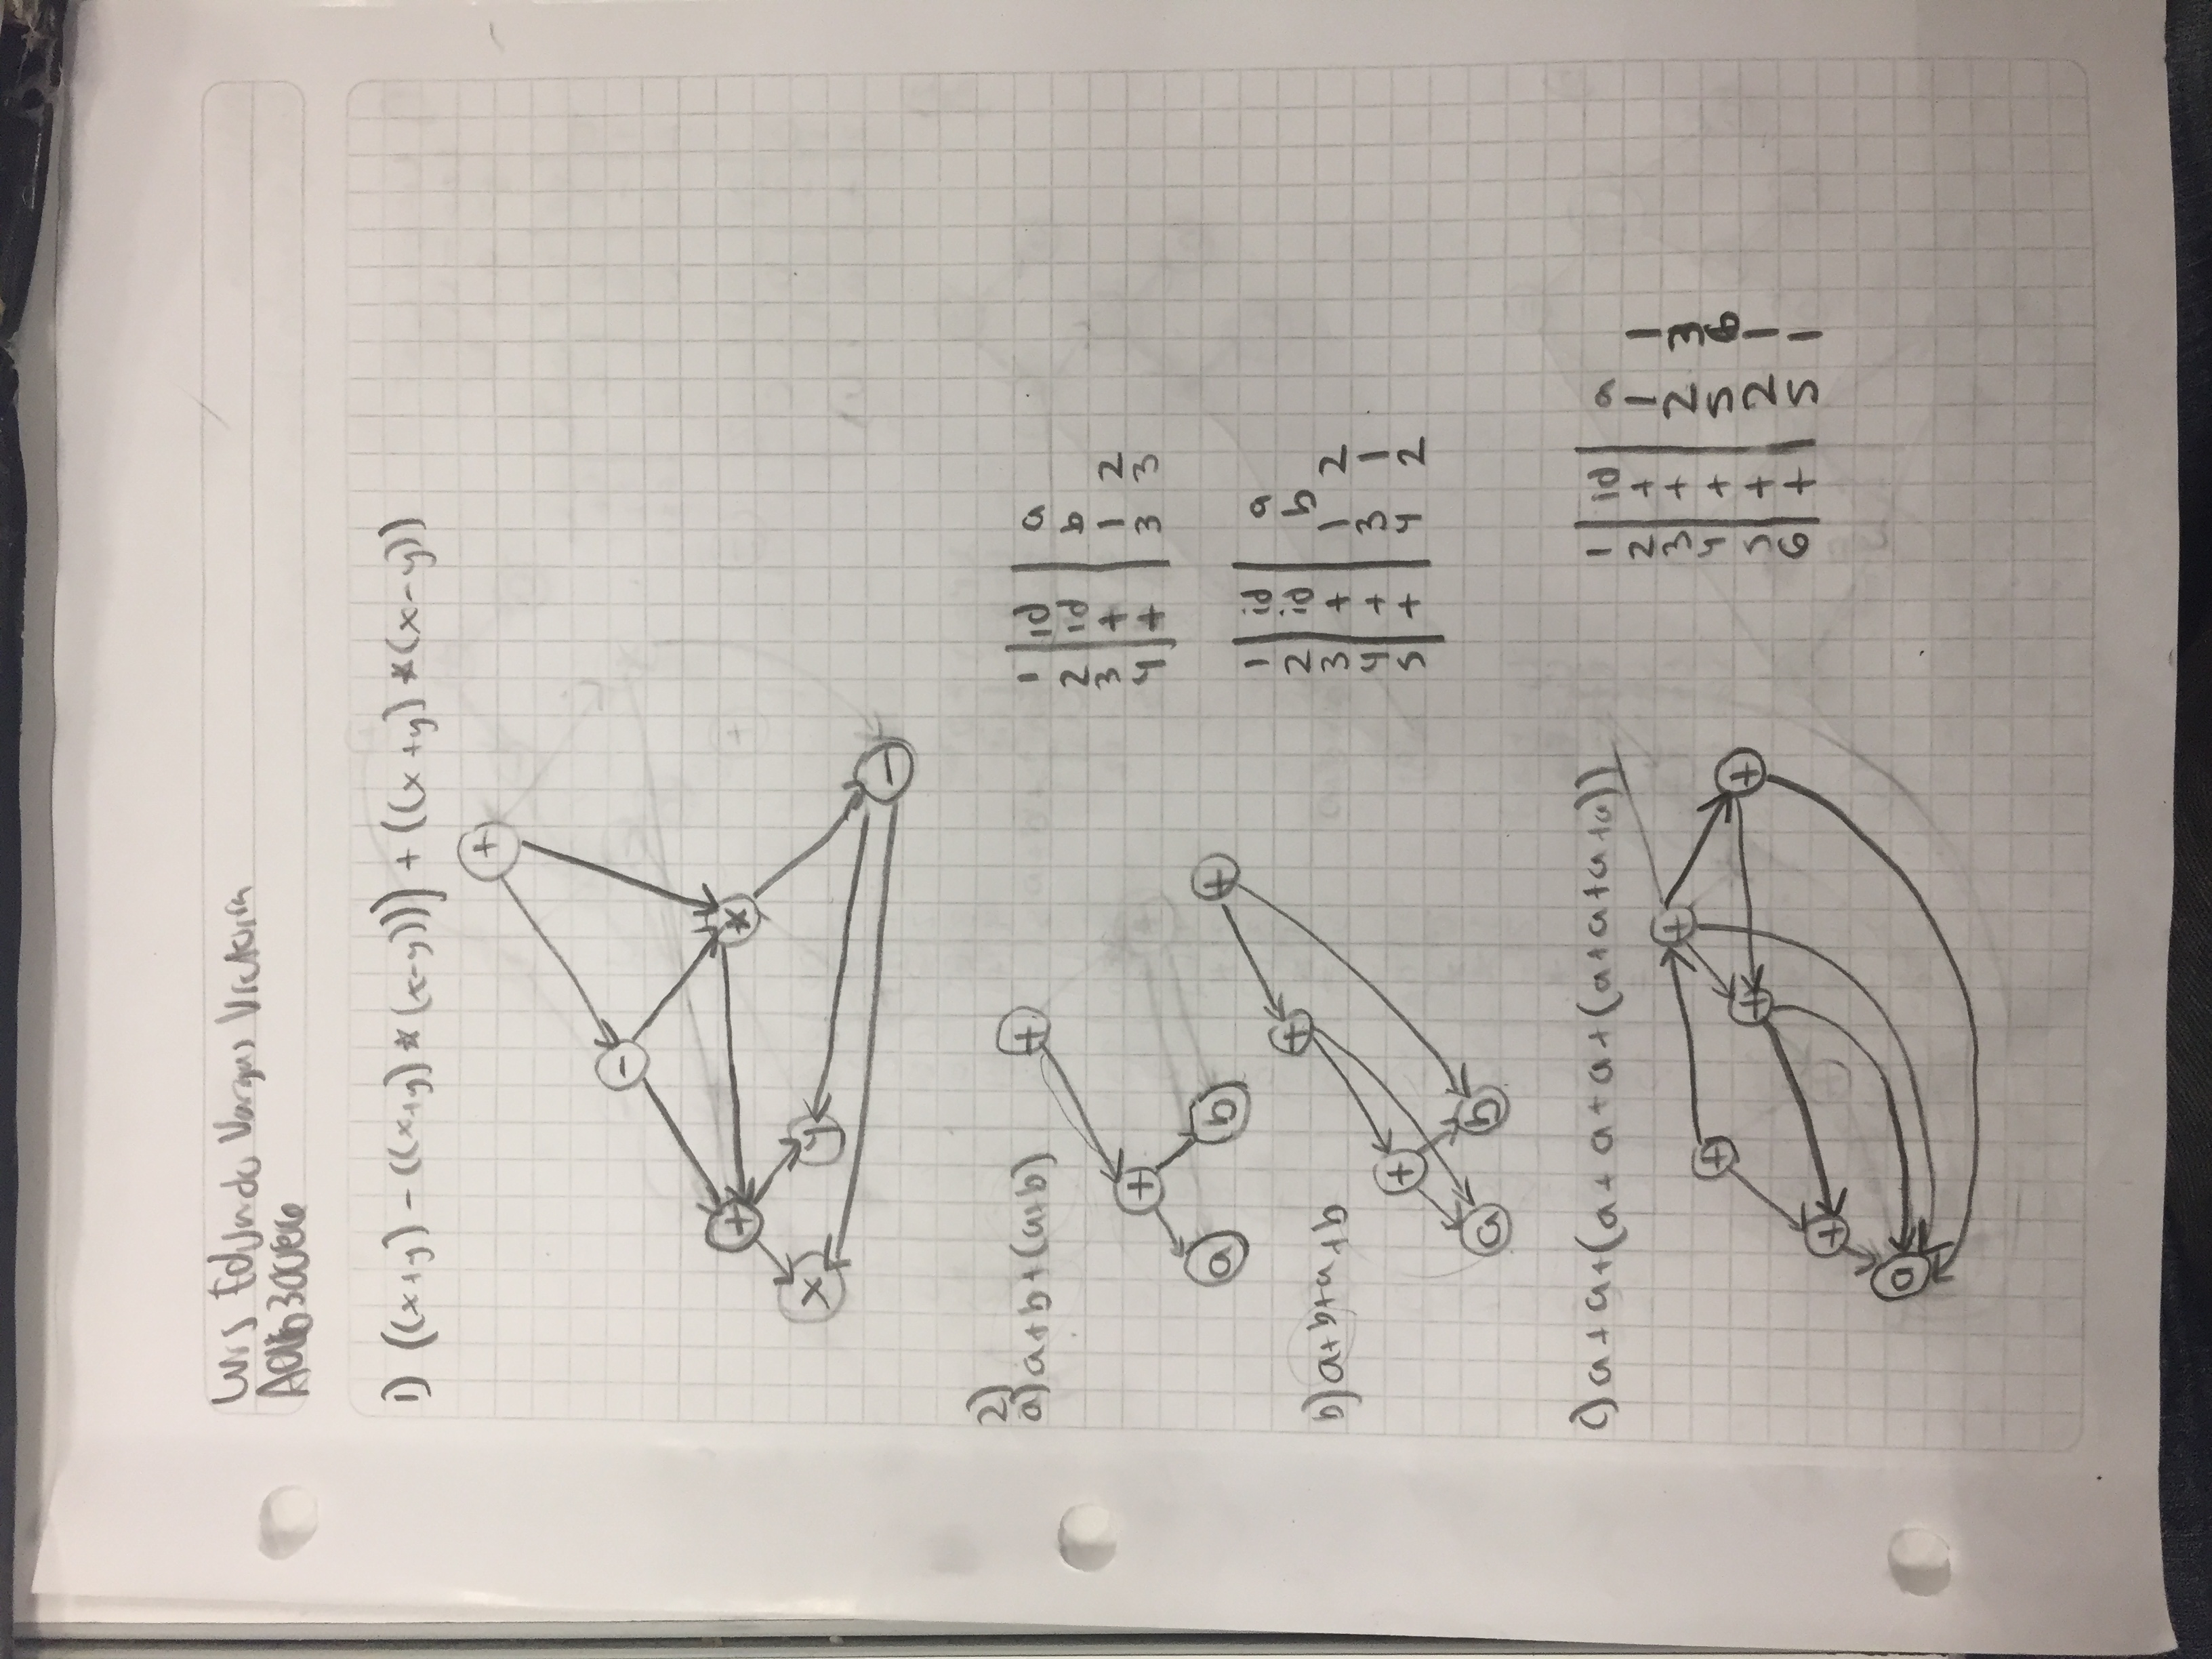 Luis Eduardo Vargas Victoria
1) ((x+y) - ((x+y) * (x-y))) + ((x+y) * (x-y))
+
-
+ *
x y
-
2)
a) a+b+(a+b)
+
+
a b
1 | id | a
2 | id | b
3 | + | 1 2
4 | + | 3 3
b) a+b+a+b
+
+
+
a b
1 | id | a
2 | id | b
3 | + | 1 2
4 | + | 3 1
5 | + | 4 2
c) a+a+(a+a+a+(a+a+a+a))
+
+
+ +
+
a
1 | id | a
2 | + | 1 1
3 | + | 2 3
4 | + | 5 6
5 | + | 2 1
6 | + | 5 1